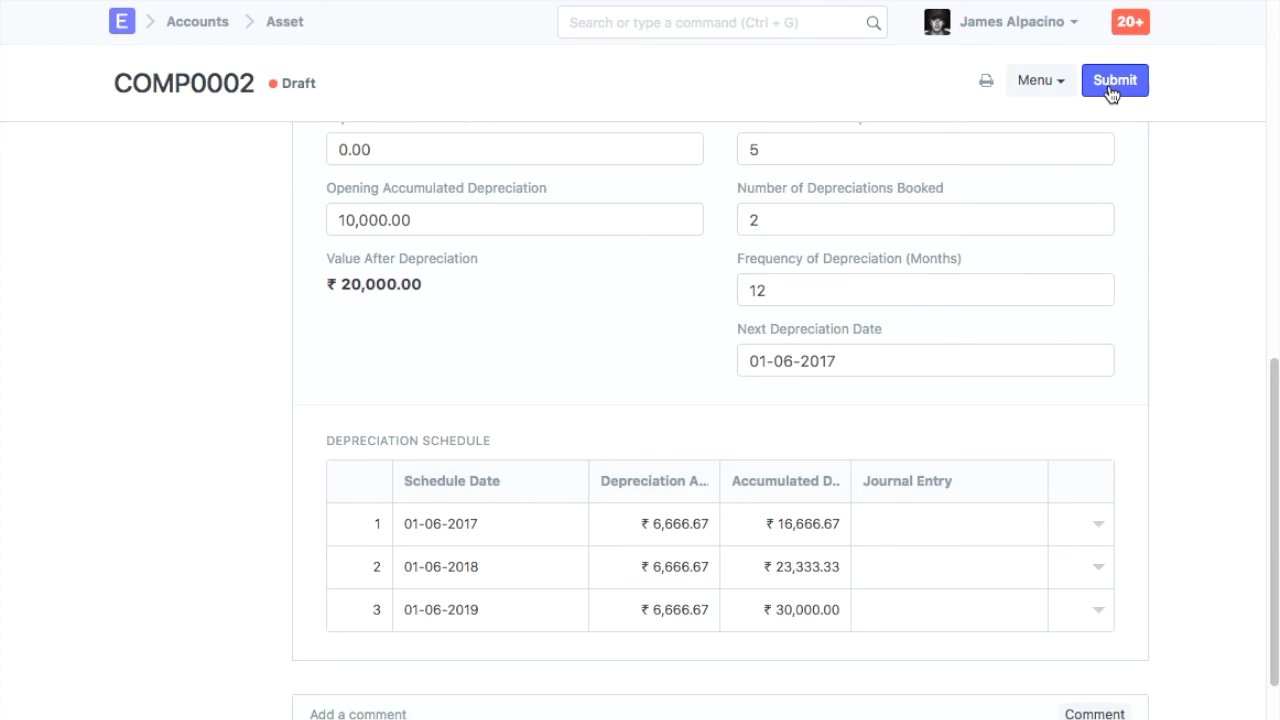 E Accounts Asset Search or type a command (Ctrl + G) James Alpacino 20+
COMP0002 Draft Menu Submit
0.00 5
Opening Accumulated Depreciation Number of Depreciations Booked
10,000.00 2
Value After Depreciation Frequency of Depreciation (Months)
₹ 20,000.00 12
Next Depreciation Date
01-06-2017
DEPRECIATION SCHEDULE
Schedule Date Depreciation A... Accumulated D.. Journal Entry
1 01-06-2017 ₹ 6,666.67 ₹ 16,666.67
2 01-06-2018 ₹ 6,666.67 ₹ 23,333.33
3 01-06-2019 ₹ 6,666.67 ₹ 30,000.00
Add a comment Comment